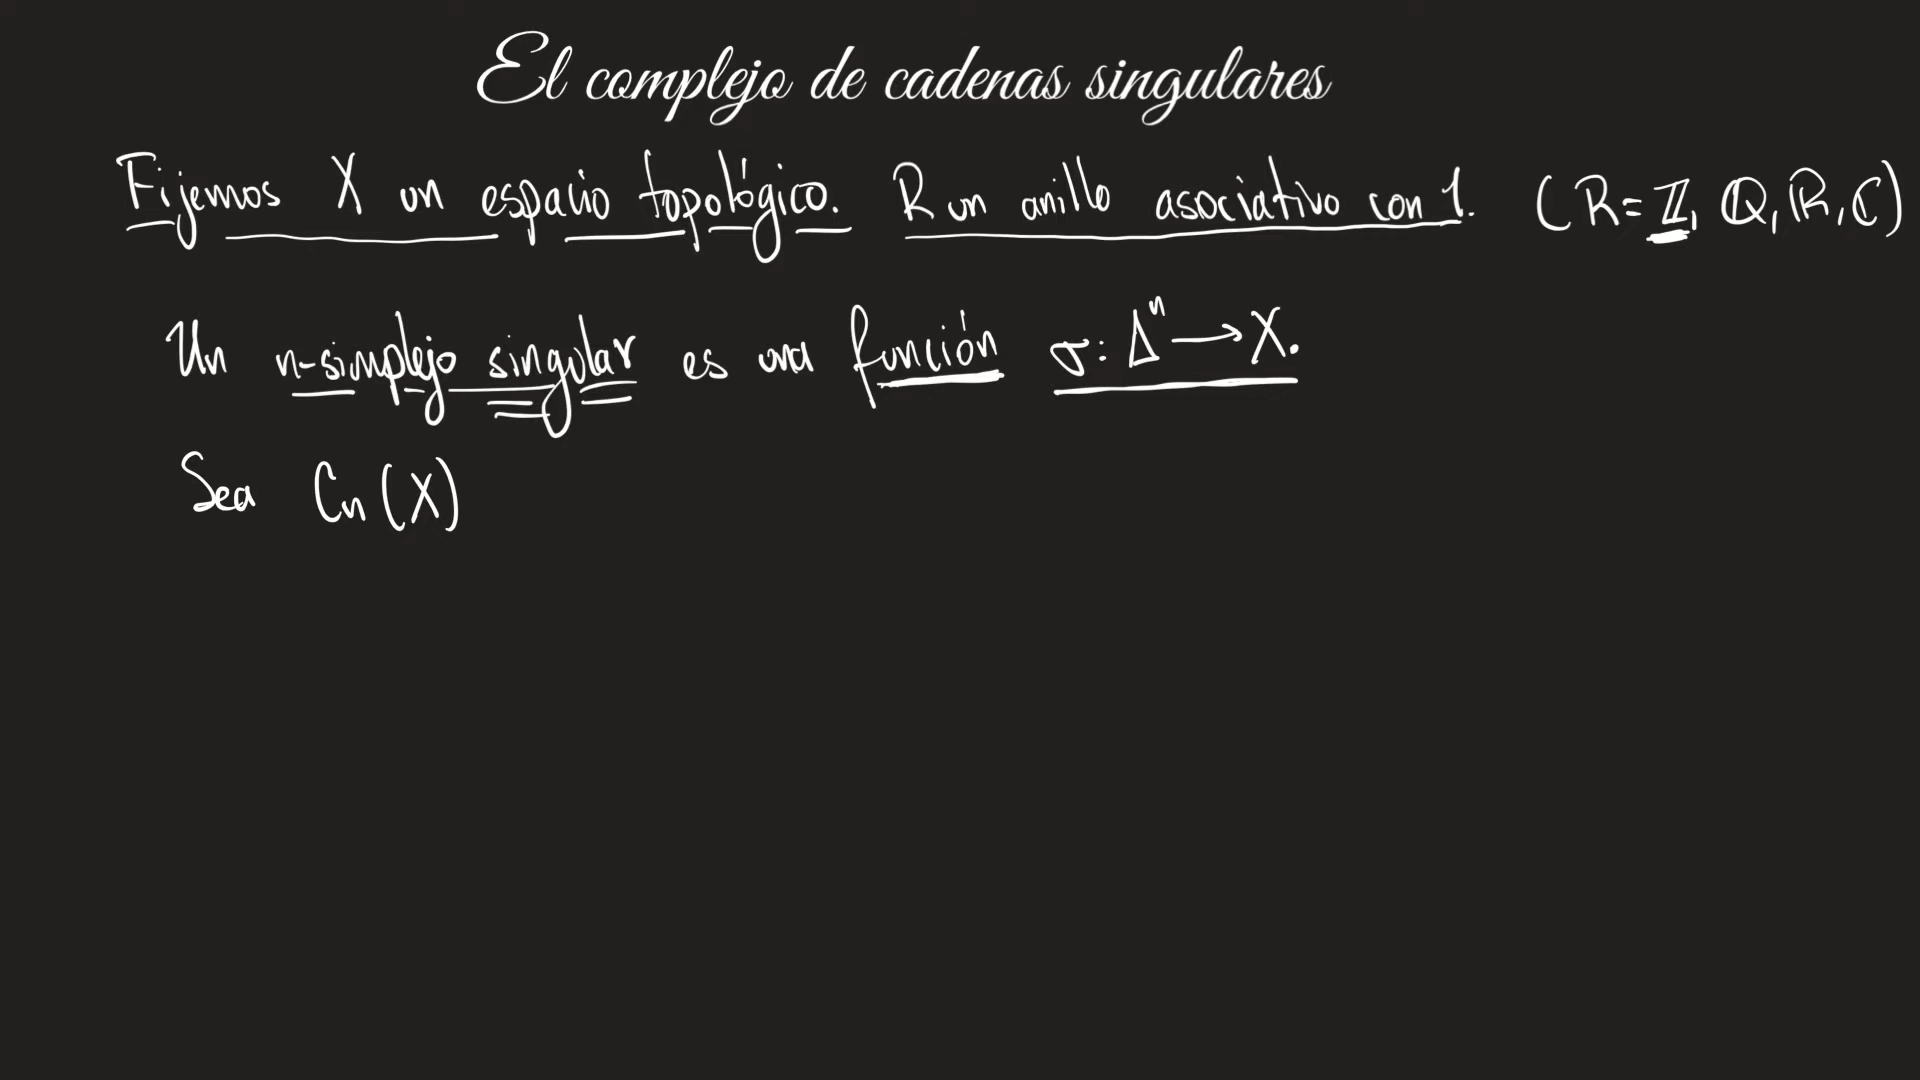 El complejo de cadenas singulares
Fijemos X un espacio topológico. R un anillo asociativo con 1. (R=ℤ, ℚ, ℝ, ℂ)
Un n-simplejo singular es una función σ: Δⁿ → X.
Sea Cₙ(X)